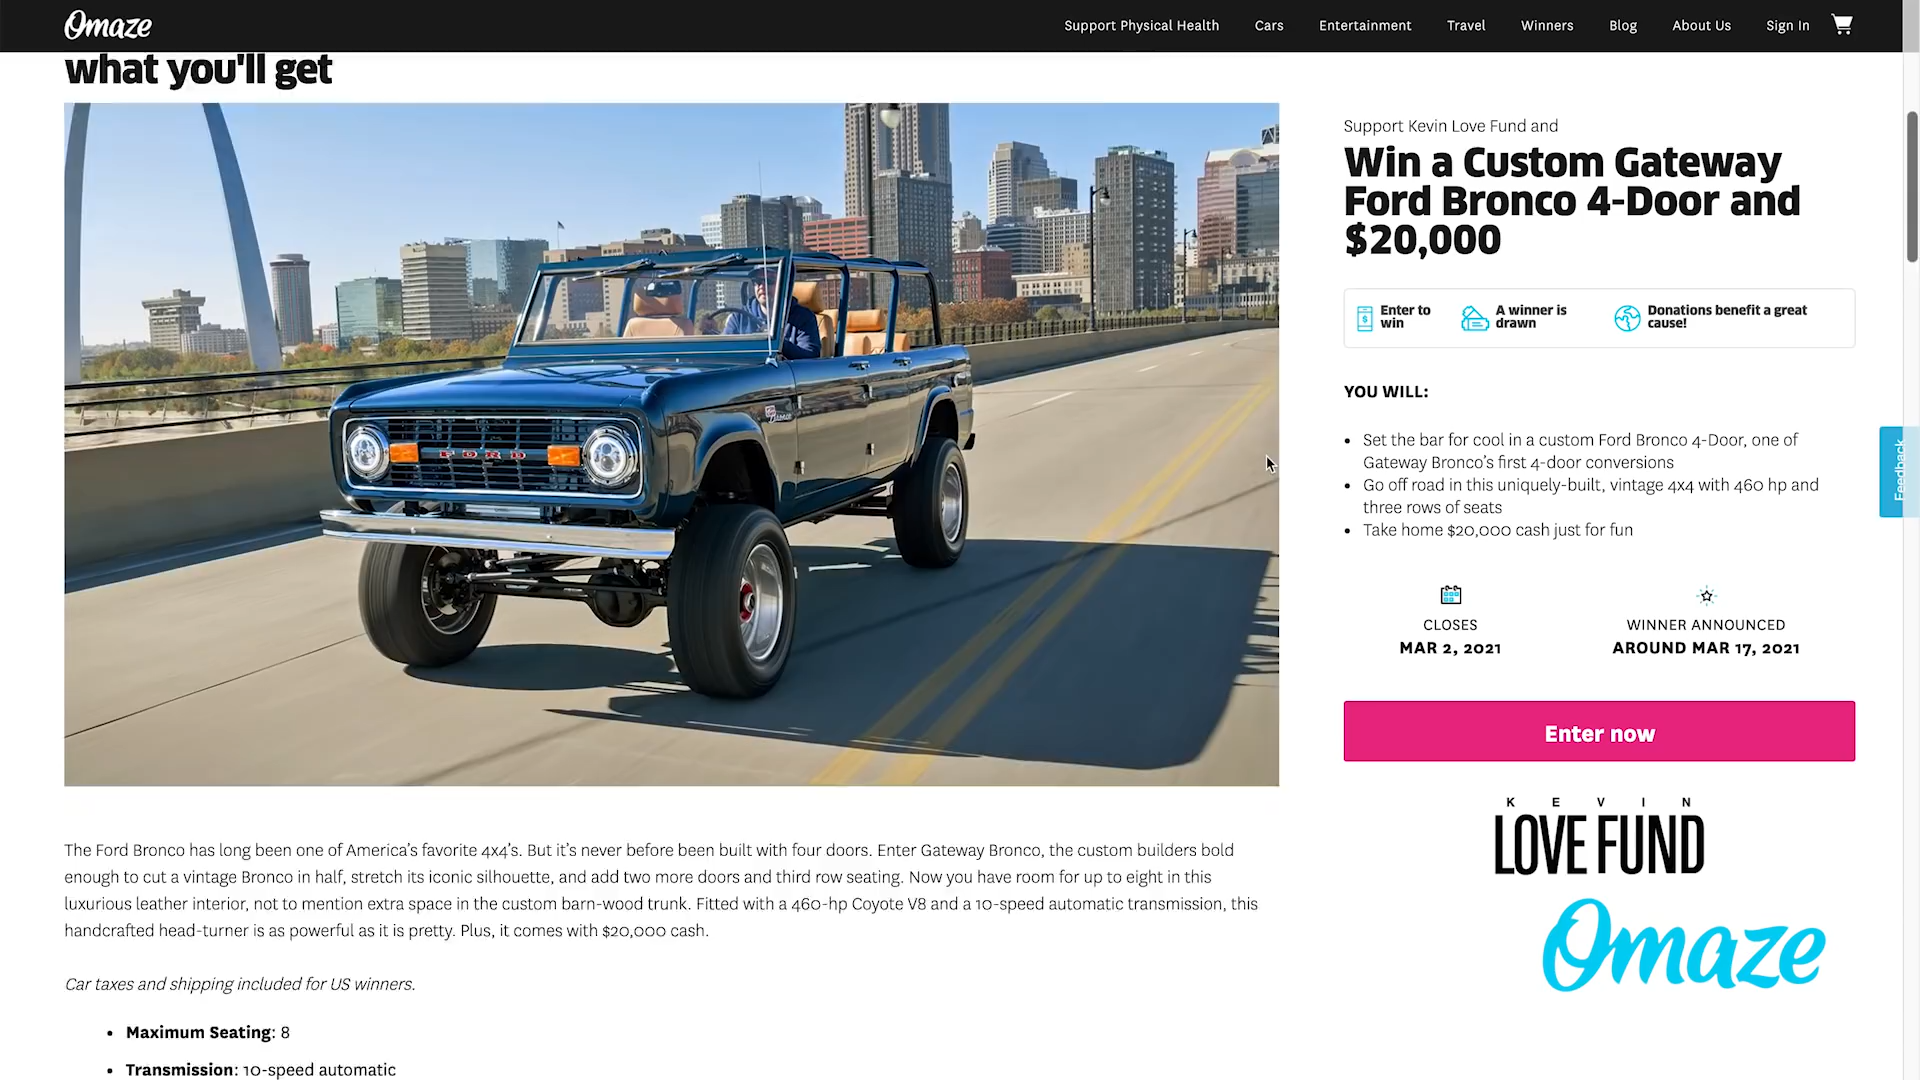 Omaze
Support Physical Health
Cars
Entertainment
Travel
Winners
Blog
About Us
Sign In
what you'll get
FORD
Bronco
Support Kevin Love Fund and
Win a Custom Gateway
Ford Bronco 4-Door and
$20,000
Enter to
win
A winner is
drawn
Donations benefit a great
cause!
YOU WILL:
• Set the bar for cool in a custom Ford Bronco 4-Door, one of
Gateway Bronco’s first 4-door conversions
• Go off road in this uniquely-built, vintage 4x4 with 460 hp and
three rows of seats
• Take home $20,000 cash just for fun
CLOSES
MAR 2, 2021
WINNER ANNOUNCED
AROUND MAR 17, 2021
Enter now
Feedback
KEVIN
LOVE FUND
Omaze
The Ford Bronco has long been one of America’s favorite 4x4’s. But it’s never before been built with four doors. Enter Gateway Bronco, the custom builders bold
enough to cut a vintage Bronco in half, stretch its iconic silhouette, and add two more doors and third row seating. Now you have room for up to eight in this
luxurious leather interior, not to mention extra space in the custom barn-wood trunk. Fitted with a 460-hp Coyote V8 and a 10-speed automatic transmission, this
handcrafted head-turner is as powerful as it is pretty. Plus, it comes with $20,000 cash.
Car taxes and shipping included for US winners.
• Maximum Seating: 8
• Transmission: 10-speed automatic